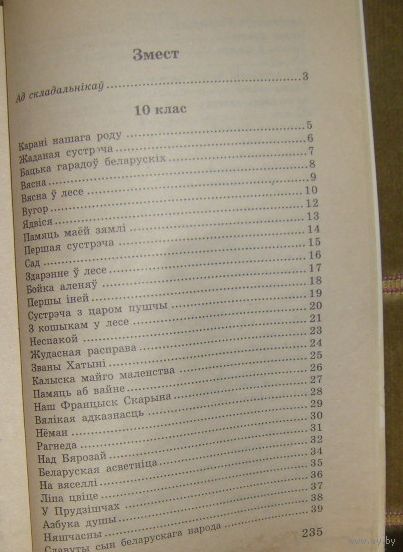 Змест
Ад складальнікаў 3
10 клас
Карані нашага роду 5
Жаданая сустрэча 6
Бацька гарадоў беларускіх 7
Вясна 8
Вясна ў лесе 9
Вугор 10
Ядвіся 12
Памяць маёй зямлі 13
Першая сустрэча 14
Сад 15
Здарэнне ў лесе 16
Бойка аленяў 17
Першы іней 18
Сустрэча з царом пушчы 19
З кошыкам у лесе 20
Неспакой 21
Жудасная расправа 23
Званы Хатыні 24
Калыска майго маленства 25
Памяць аб вайне 26
Наш Францыск Скарына 27
Вялікая адказнасць 28
Нёман 29
Рагнеда 30
Над Бярозай 31
Беларуская асветніца 32
На вяселлі 34
Ліпа цвіце 35
У Прудзішчах 36
Азбука душы 37
Няшчасны 38
Славуты сын беларускага народа 39
235